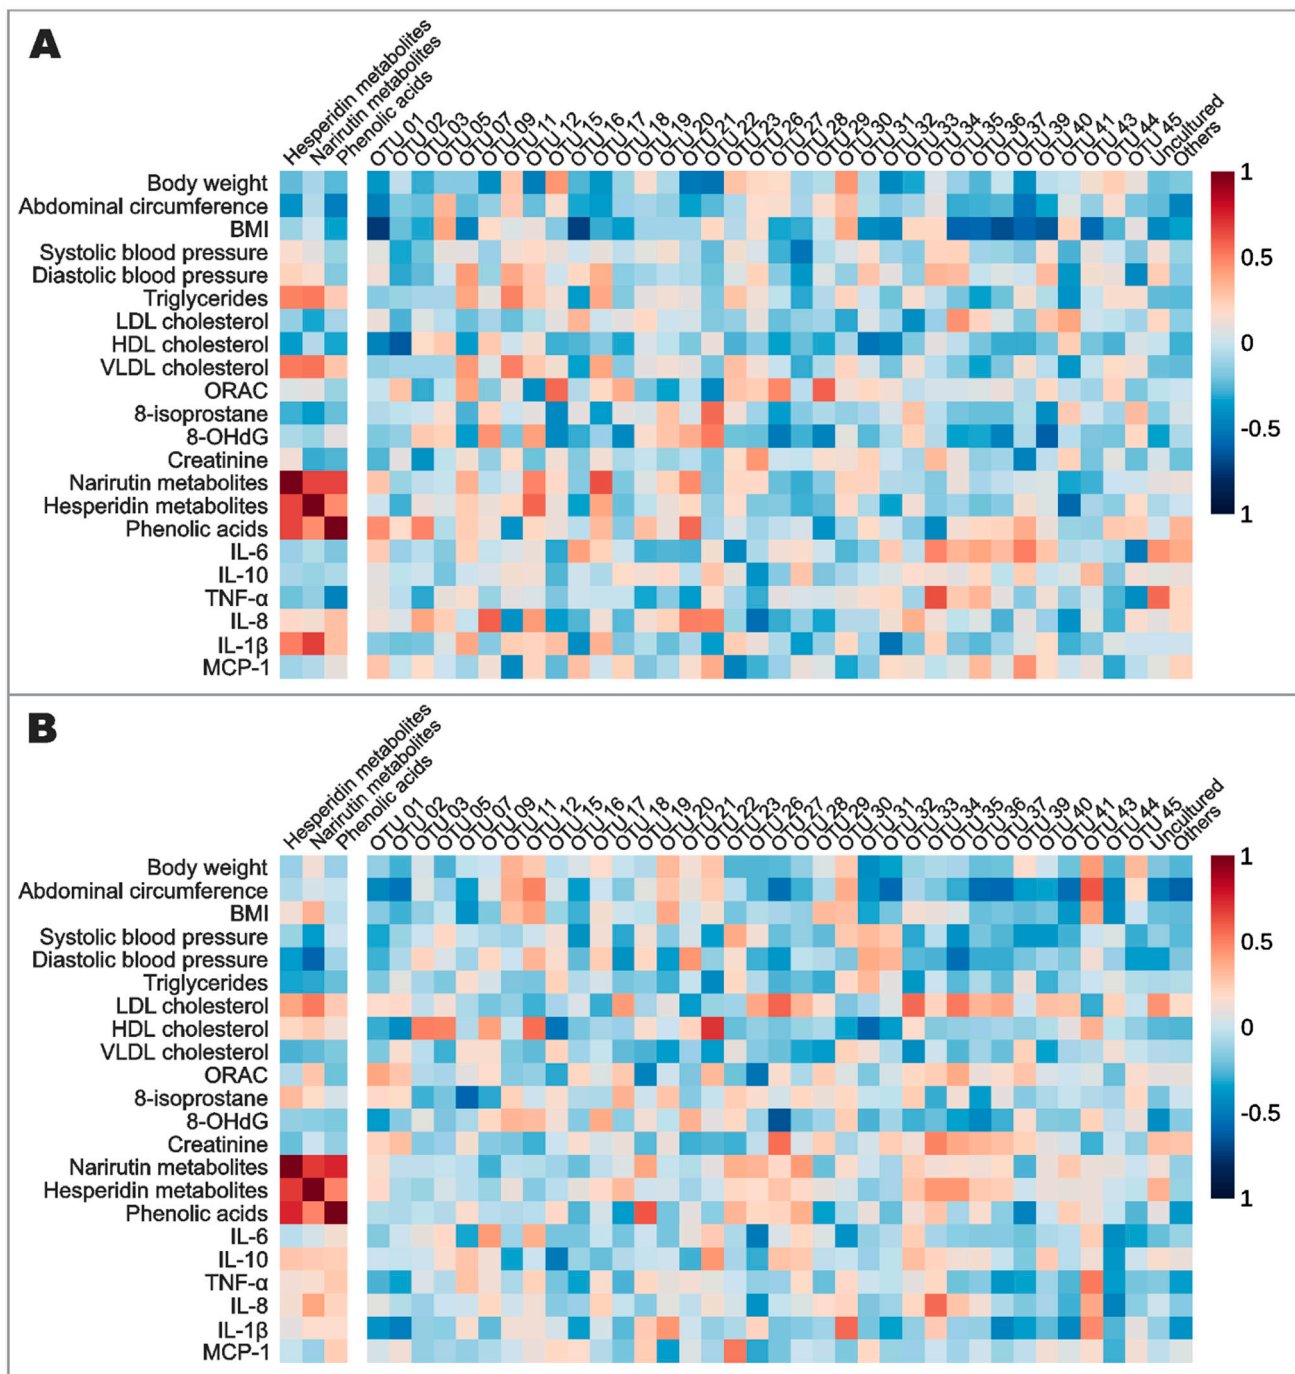 A
Hesperidin metabolites
Narirutin metabolites
Phenolic acids
OTU 01
OTU 02
OTU 03
OTU 05
OTU 07
OTU 09
OTU 11
OTU 12
OTU 15
OTU 16
OTU 17
OTU 18
OTU 19
OTU 20
OTU 21
OTU 22
OTU 23
OTU 26
OTU 27
OTU 28
OTU 29
OTU 30
OTU 31
OTU 32
OTU 33
OTU 34
OTU 35
OTU 36
OTU 37
OTU 39
OTU 40
OTU 41
OTU 43
OTU 44
OTU 45
Uncultured
Others
Body weight
Abdominal circumference
BMI
Systolic blood pressure
Diastolic blood pressure
Triglycerides
LDL cholesterol
HDL cholesterol
VLDL cholesterol
ORAC
8-isoprostane
8-OHdG
Creatinine
Narirutin metabolites
Hesperidin metabolites
Phenolic acids
IL-6
IL-10
TNF-α
IL-8
IL-1β
MCP-1
1
0.5
0
-0.5
1
B
Hesperidin metabolites
Narirutin metabolites
Phenolic acids
OTU 01
OTU 02
OTU 03
OTU 05
OTU 07
OTU 09
OTU 11
OTU 12
OTU 15
OTU 16
OTU 17
OTU 18
OTU 19
OTU 20
OTU 21
OTU 22
OTU 23
OTU 26
OTU 27
OTU 28
OTU 29
OTU 30
OTU 31
OTU 32
OTU 33
OTU 34
OTU 35
OTU 36
OTU 37
OTU 39
OTU 40
OTU 41
OTU 43
OTU 44
OTU 45
Uncultured
Others
Body weight
Abdominal circumference
BMI
Systolic blood pressure
Diastolic blood pressure
Triglycerides
LDL cholesterol
HDL cholesterol
VLDL cholesterol
ORAC
8-isoprostane
8-OHdG
Creatinine
Narirutin metabolites
Hesperidin metabolites
Phenolic acids
IL-6
IL-10
TNF-α
IL-8
IL-1β
MCP-1
1
0.5
0
-0.5
1